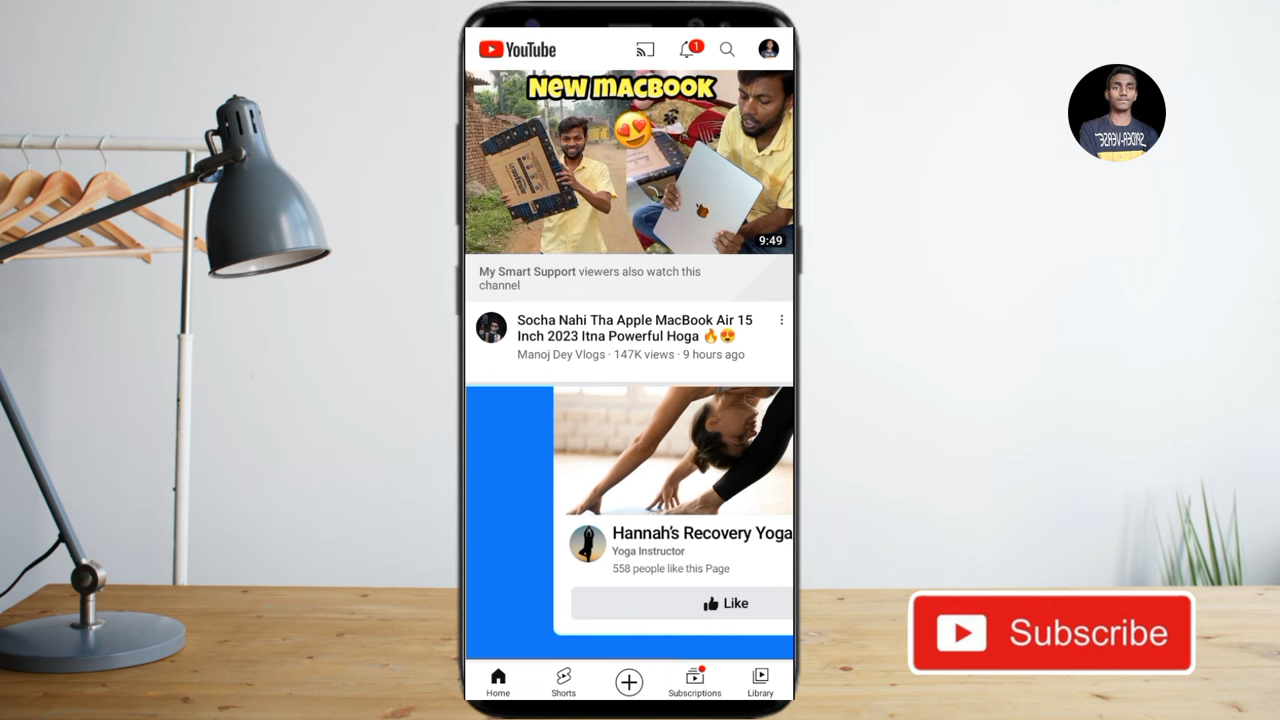 YouTube
1
New macbook
9:49
My Smart Support viewers also watch this
channel
Socha Nahi Tha Apple MacBook Air 15
Inch 2023 Itna Powerful Hoga 🔥😍
Manoj Dey Vlogs · 147K views · 9 hours ago
Hannah's Recovery Yoga
Yoga Instructor
558 people like this Page
Like
Home
Shorts
Subscriptions
Library
Subscribe